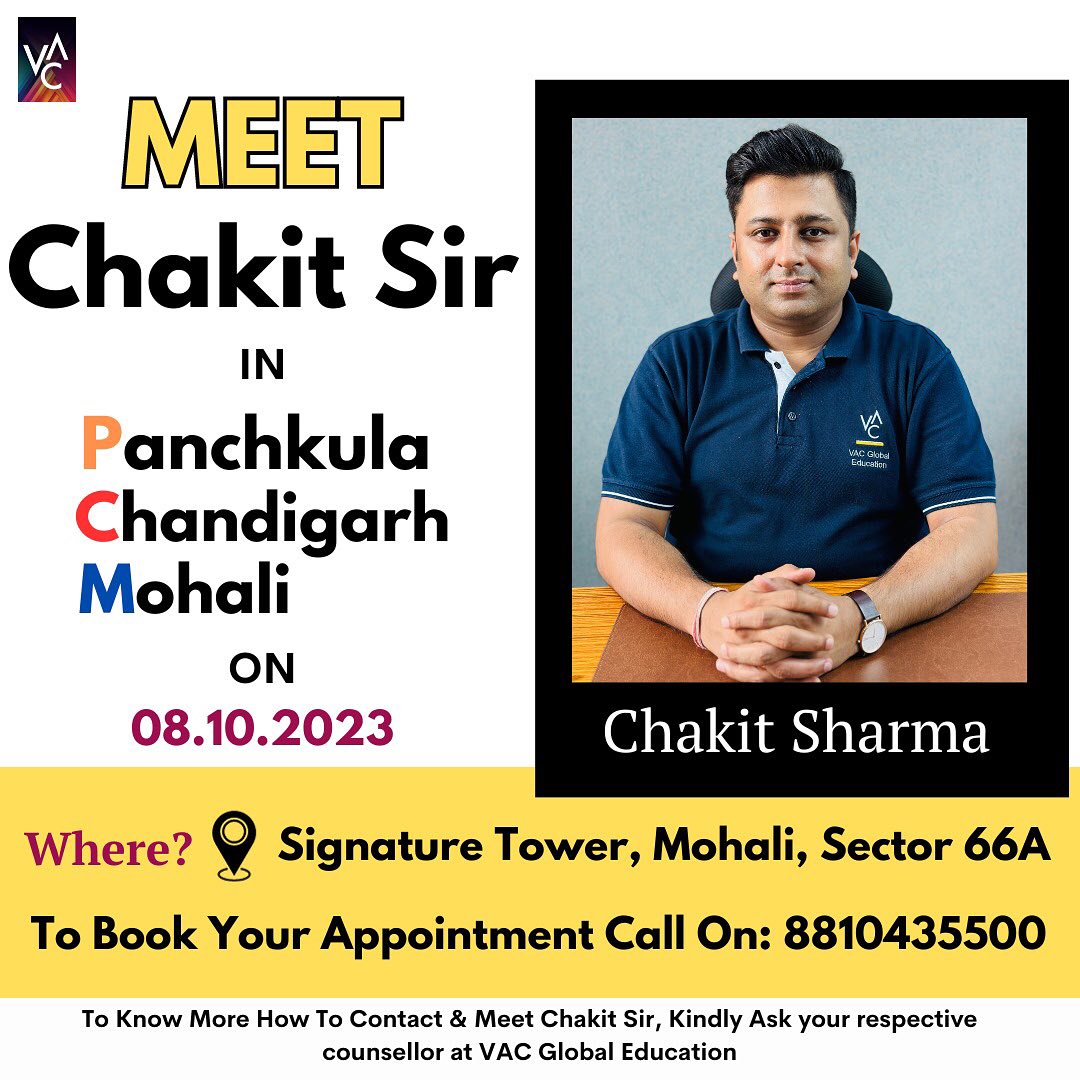 VAC
MEET
Chakit Sir
IN
Panchkula
Chandigarh
Mohali
ON
08.10.2023
VAC
VAC Global
Education
Chakit Sharma
Where? Signature Tower, Mohali, Sector 66A
To Book Your Appointment Call On: 8810435500
To Know More How To Contact & Meet Chakit Sir, Kindly Ask your respective
counsellor at VAC Global Education